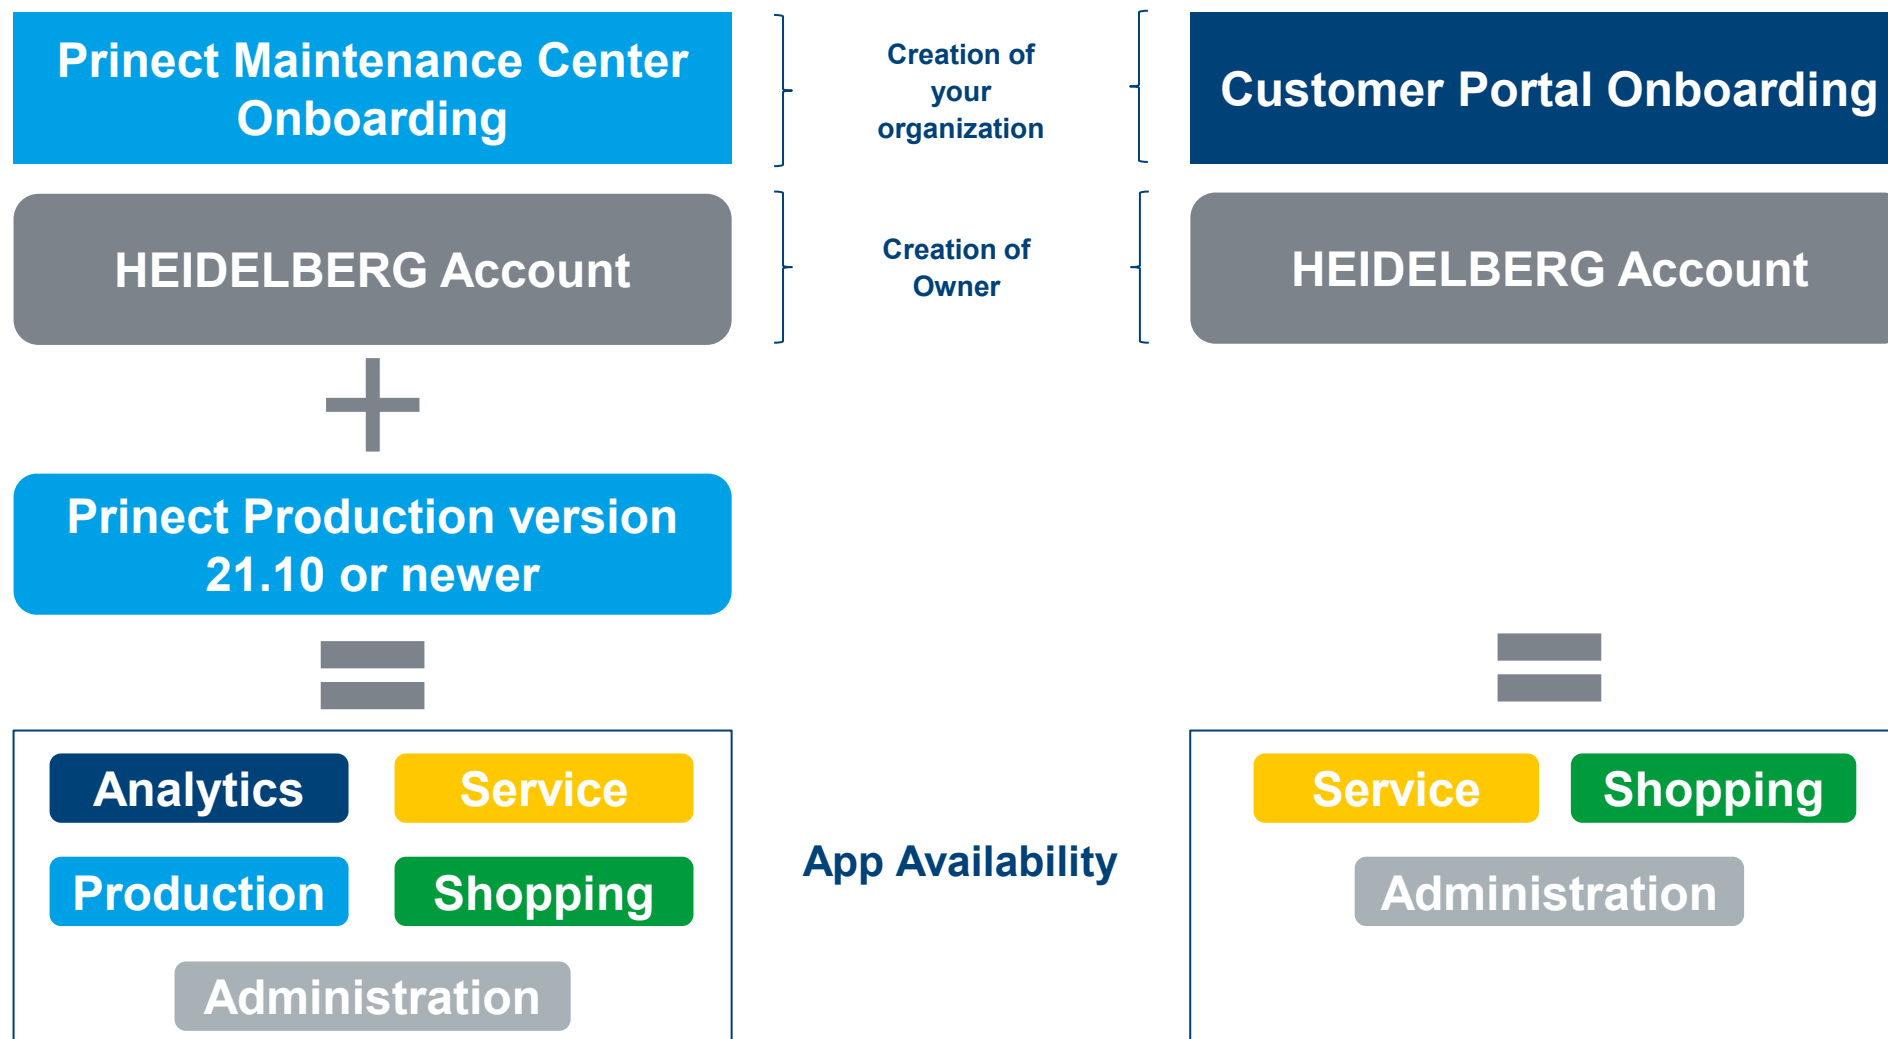 Prinect Maintenance Center
Onboarding
Creation of
your
organization
Customer Portal Onboarding
HEIDELBERG Account
Creation of
Owner
HEIDELBERG Account
Prinect Production version
21.10 or newer
Analytics
Service
Production
Shopping
Administration
App Availability
Service
Shopping
Administration